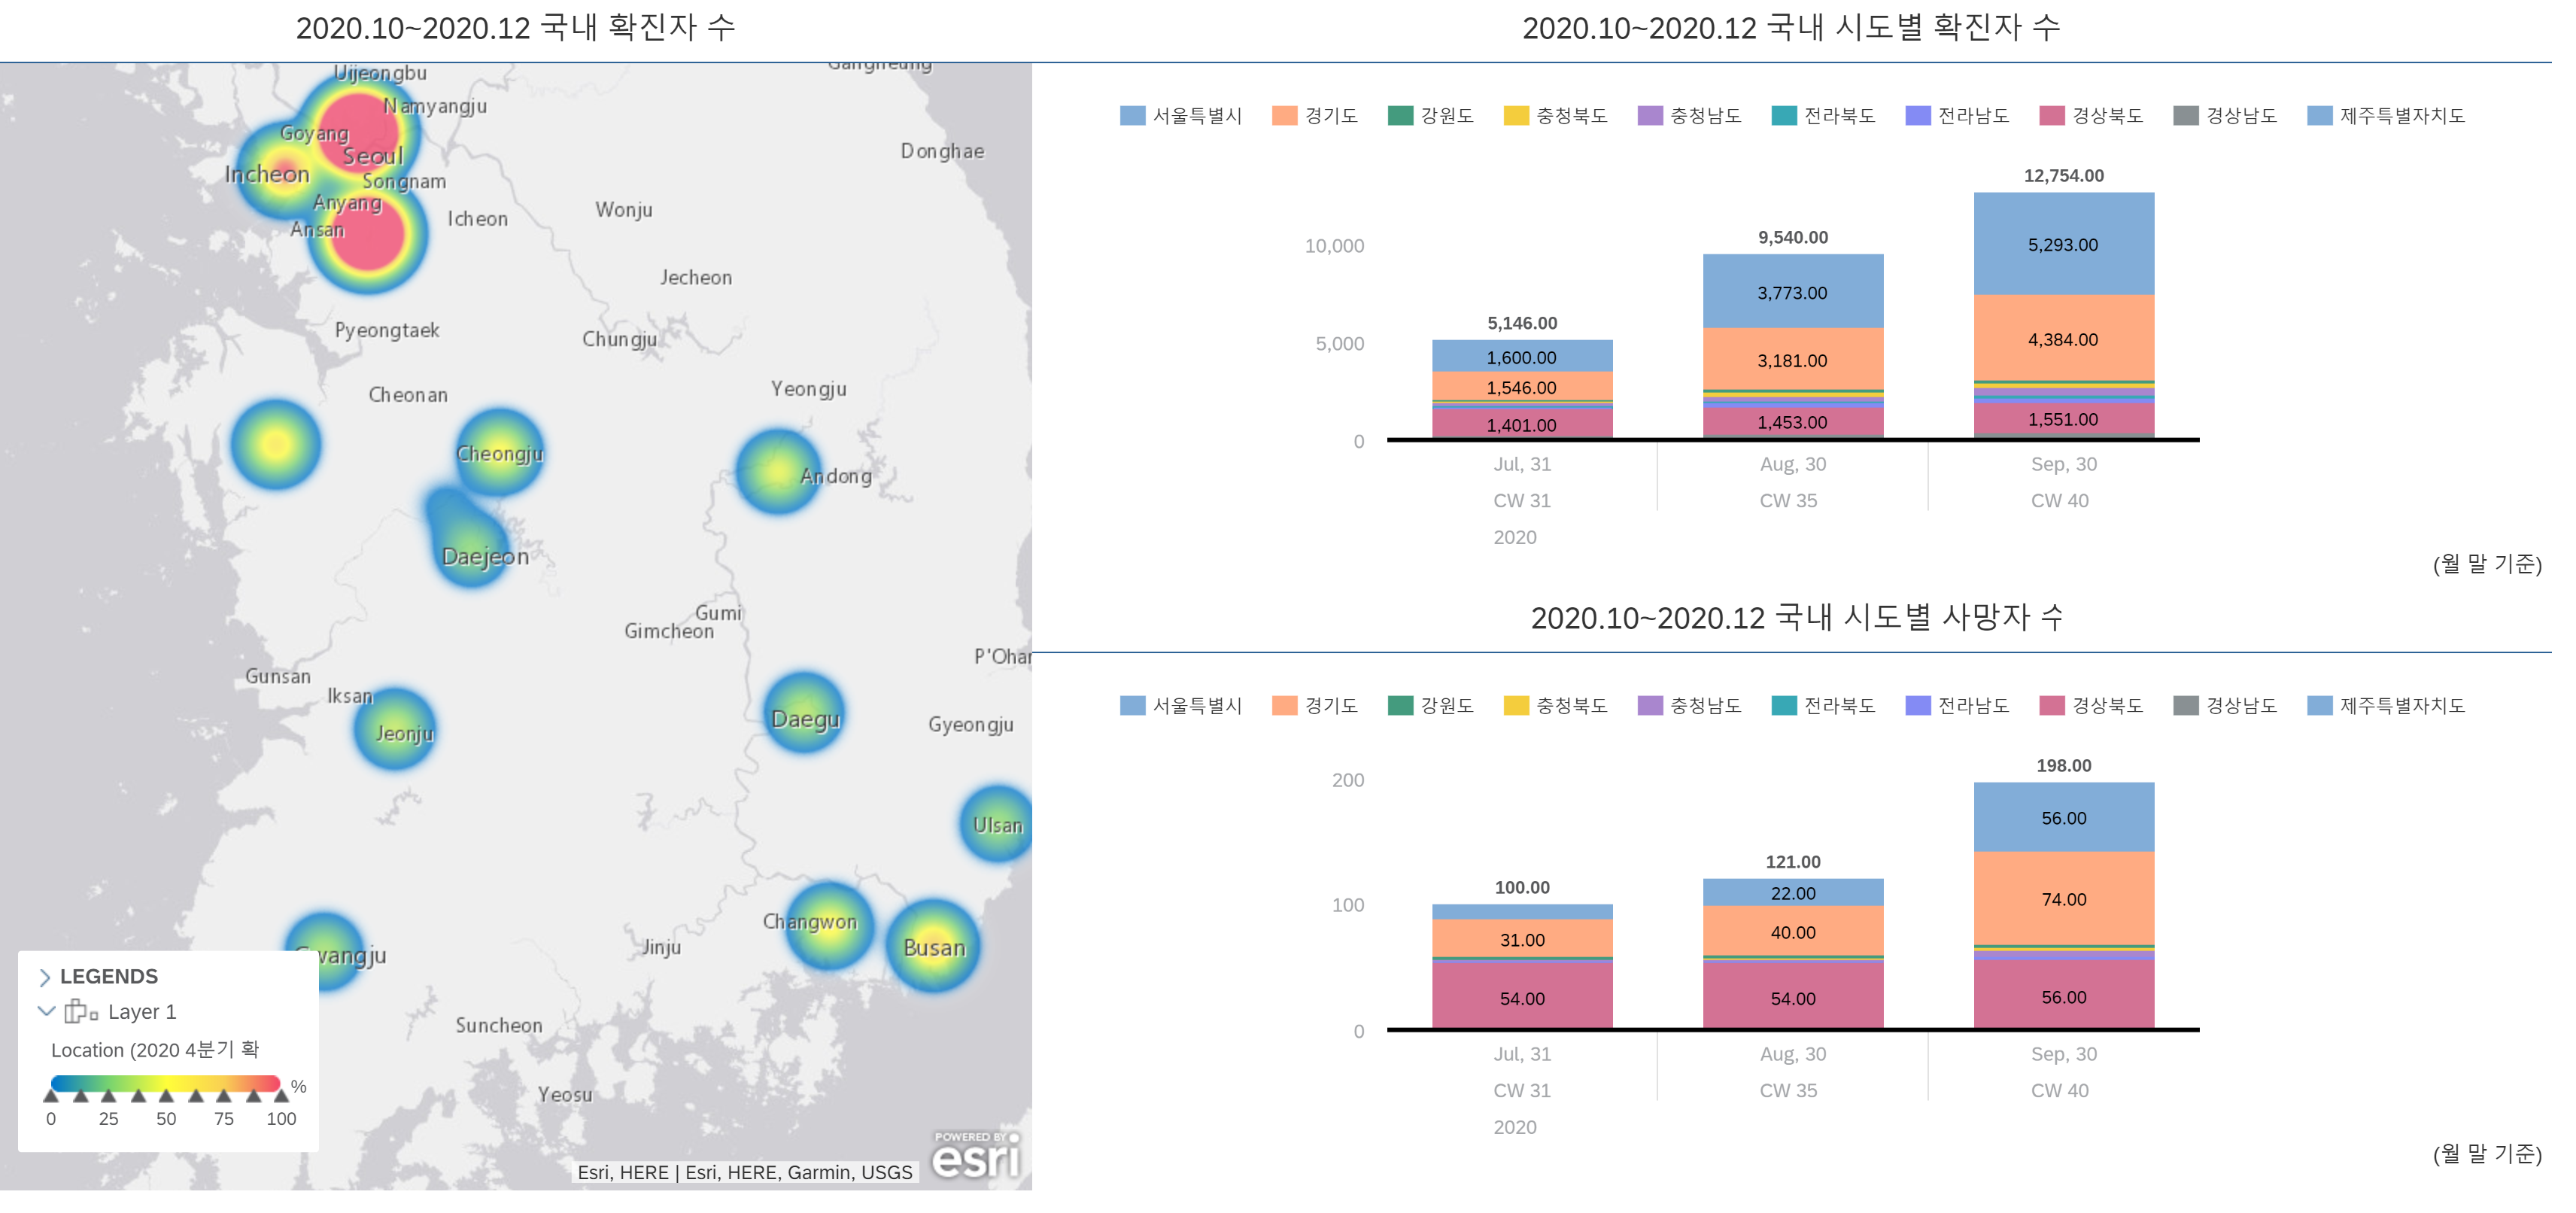 2020.10~2020.12 국내 확진자 수
Uijeongbu
Gangneung
Namyangju
Goyang
Donghae
Seoul
Incheon
Songnam
Anyang
Icheon
Wonju
Ansan
Jecheon
Pyeongtaek
Chungju
Cheonan
Yeongju
Cheongju
Andong
Daejeon
Gumi
Gimcheon
P'Ohan
Gunsan
Iksan
Daegu
Gyeongju
Jeonju
Ulsan
Changwon
Jinju
Busan
Gwangju
LEGENDS
Layer 1
Suncheon
Location (2020 4분기 확
%
0 25 50 75 100
Yeosu
POWERED BY
esri
Esri, HERE | Esri, HERE, Garmin, USGS
2020.10~2020.12 국내 시도별 확진자 수
서울특별시 경기도 강원도 충청북도 충청남도 전라북도 전라남도 경상북도 경상남도 제주특별자치도
12,754.00
10,000
9,540.00
5,293.00
3,773.00
5,146.00
5,000
4,384.00
1,600.00
3,181.00
1,546.00
1,401.00
1,453.00
1,551.00
0
Jul, 31 Aug, 30 Sep, 30
CW 31 CW 35 CW 40
2020
(월 말 기준)
2020.10~2020.12 국내 시도별 사망자 수
서울특별시 경기도 강원도 충청북도 충청남도 전라북도 전라남도 경상북도 경상남도 제주특별자치도
198.00
200
56.00
121.00
100.00
22.00
74.00
100
31.00
40.00
54.00
54.00
56.00
0
Jul, 31 Aug, 30 Sep, 30
CW 31 CW 35 CW 40
2020
(월 말 기준)